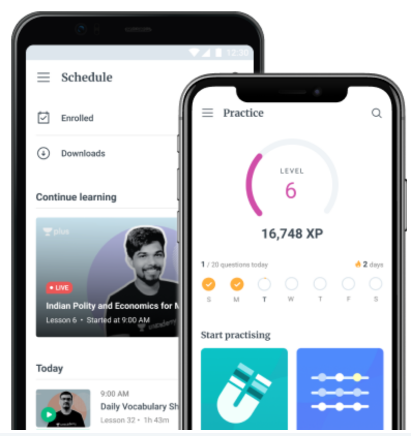 12:30
Schedule
Enrolled
Downloads
Continue learning
plus
LIVE
Indian Polity and Economics for M
Lesson 6 • Started at 9:00 AM
Today
9:00 AM
Daily Vocabulary Sh
Lesson 32 • 1h 43m
Practice
LEVEL
6
16,748 XP
1 / 20 questions today
2 days
S M T W T F S
Start practising